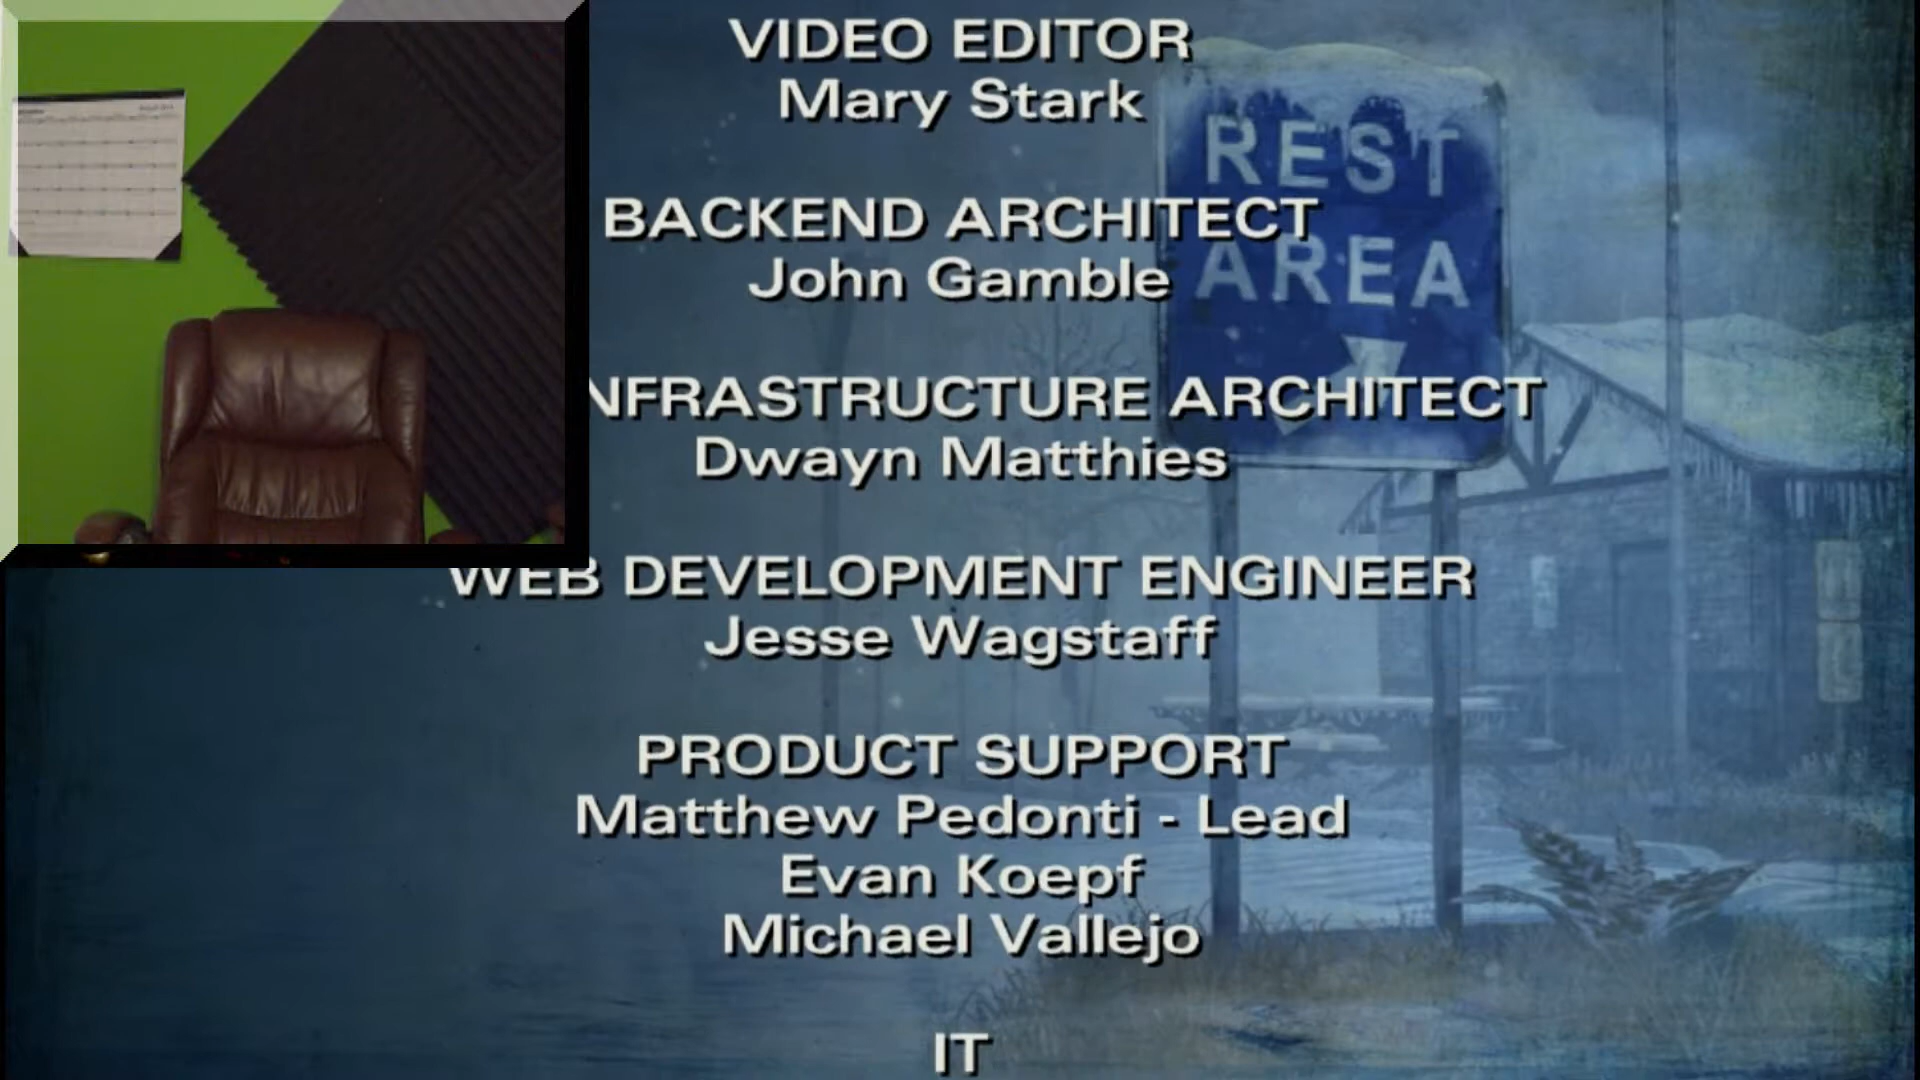 VIDEO EDITOR
Mary Stark
REST
AREA
BACKEND ARCHITECT
John Gamble
NFRASTRUCTURE ARCHITECT
Dwayn Matthies
WEB DEVELOPMENT ENGINEER
Jesse Wagstaff
PRODUCT SUPPORT
Matthew Pedonti - Lead
Evan Koepf
Michael Vallejo
IT